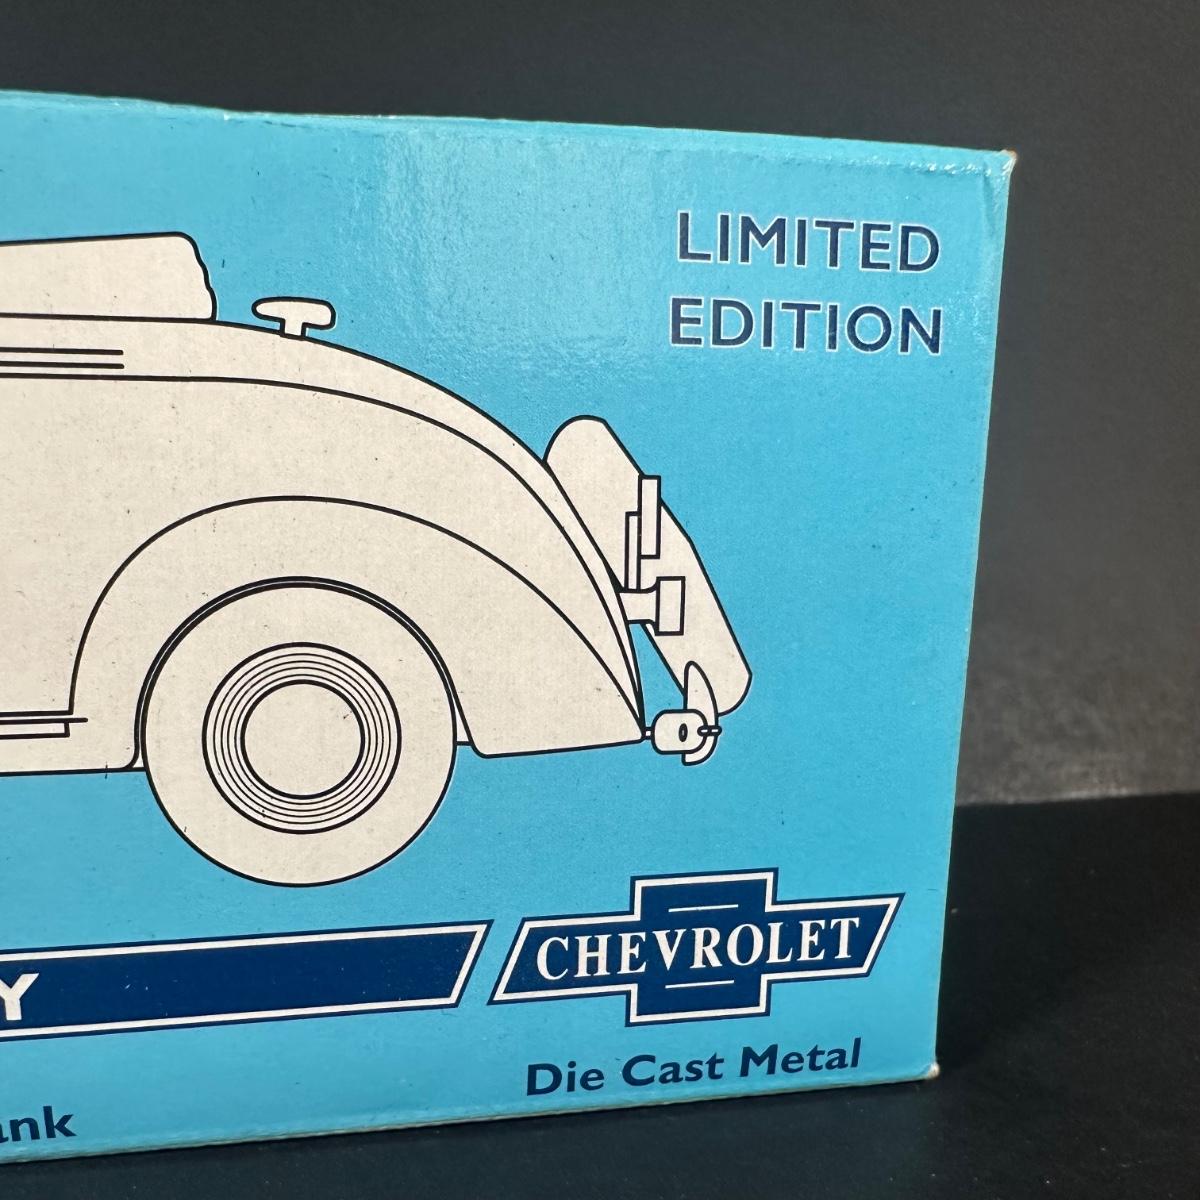 LIMITED
EDITION
Y
CHEVROLET
Die Cast Metal
ank